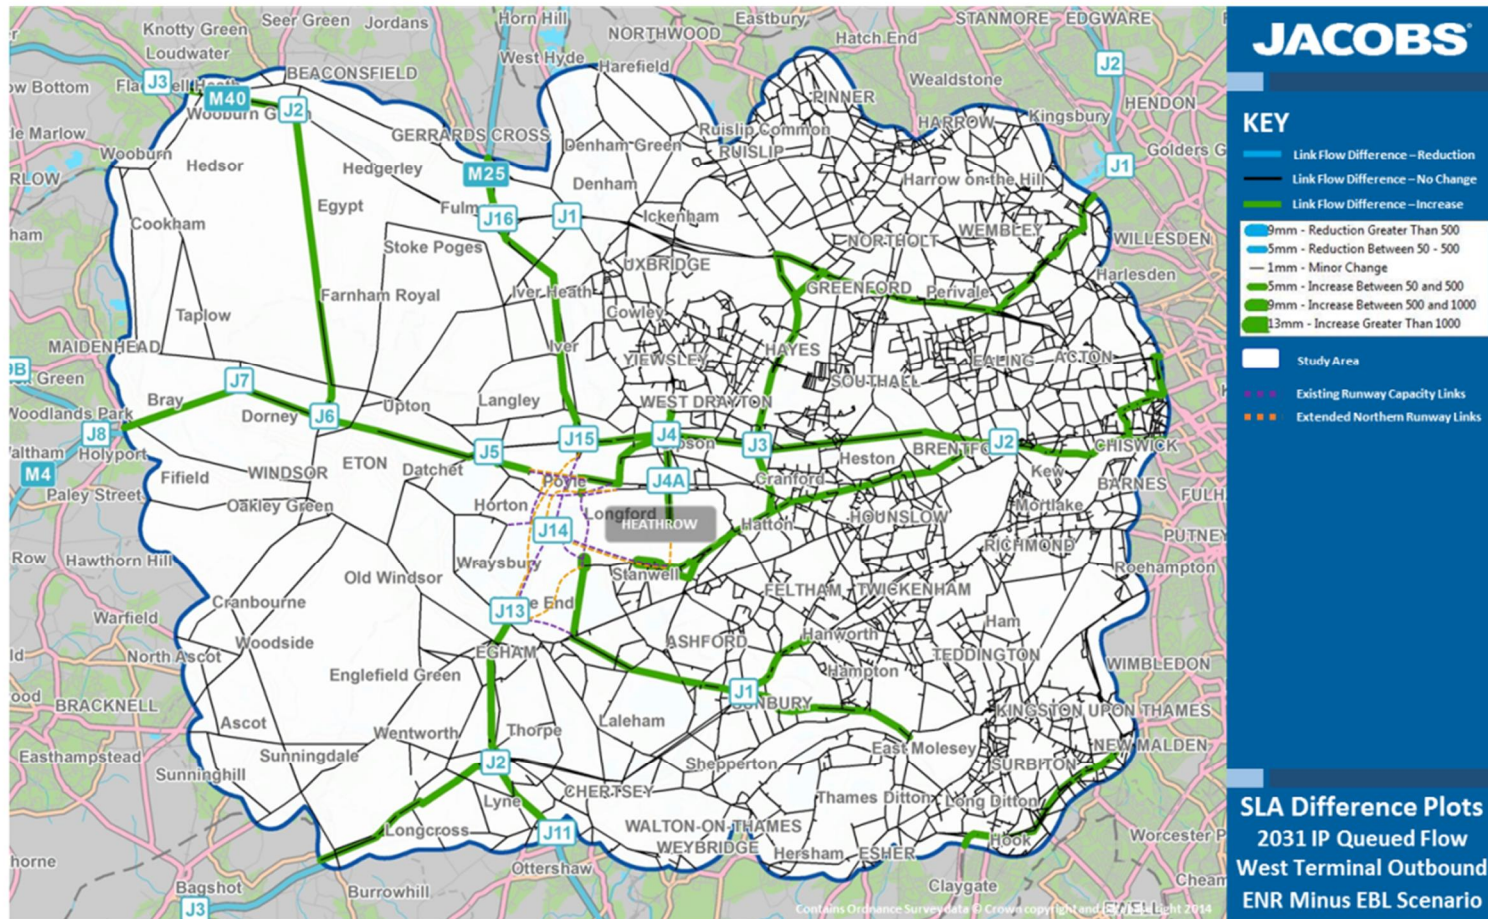 Knotty Green
Seer Green
Jordans
Horn Hill
Eastbury
STANMORE
EDGWARE
Loudwater
NORTHWOOD
Hatch End
J3
BEACONSFIELD
West Hyde
Harefield
J2
Wealdstone
M40
J2
PINNER
HENDON
GERRARDS CROSS
Ruislip Common
HARROW
Kingsbury
Denham Green
RUISLIP
Wooburn
Hedsor
Hedgerley
M25
Denham
Harrow on the Hill
J1
Egypt
J16
J1
Ickenham
Cookham
Stoke Poges
NORTHOLT
WEMBLEY
WILLESDEN
UXBRIDGE
Harlesden
Farnham Royal
Iver Heath
GREENFORD
Perivale
Taplow
Cowley
MAIDENHEAD
Iver
YIEWSLEY
HAYES
EALING
ACTON
SOUTHALL
Bray
J7
Dorney
J6
Upton
Langley
WEST DRAYTON
Woodlands Park
J8
Holyport
J5
J15
J4
J3
Heston
J2
CHISWICK
M4
Fifield
WINDSOR
ETON
Datchet
Poyle
J4A
Cranford
Kew
BARNES
Paley Street
Oakley Green
Horton
Longford
HEATHROW
Hatton
HOUNSLOW
Mortlake
J14
RICHMOND
PUTNEY
Hawthorn Hill
Wraysbury
Old Windsor
Stanwell
Roehampton
FELTHAM
TWICKENHAM
Cranbourne
J13
Warfield
Woodside
Ham
ASHFORD
Hanworth
North Ascot
EGHAM
TEDDINGTON
WIMBLEDON
Englefield Green
Hampton
BRACKNELL
J1
Ascot
Laleham
KINGSTON UPON THAMES
Wentworth
Thorpe
East Molesey
NEW MALDEN
Easthampstead
Sunningdale
J2
Shepperton
SURBITON
Sunninghill
Lyne
CHERTSEY
Thames Ditton
Long Ditton
Longcross
J11
WALTON-ON-THAMES
WEYBRIDGE
Hersham
ESHER
Hook
Ottershaw
Claygate
Bagshot
Burrowhill
J3
JACOBS
KEY
Link Flow Difference – Reduction
Link Flow Difference – No Change
Link Flow Difference – Increase
9mm - Reduction Greater Than 500
5mm - Reduction Between 50 - 500
1mm - Minor Change
5mm - Increase Between 50 and 500
9mm - Increase Between 500 and 1000
13mm - Increase Greater Than 1000
Study Area
Existing Runway Capacity Links
Extended Northern Runway Links
SLA Difference Plots
2031 IP Queued Flow
West Terminal Outbound
ENR Minus EBL Scenario